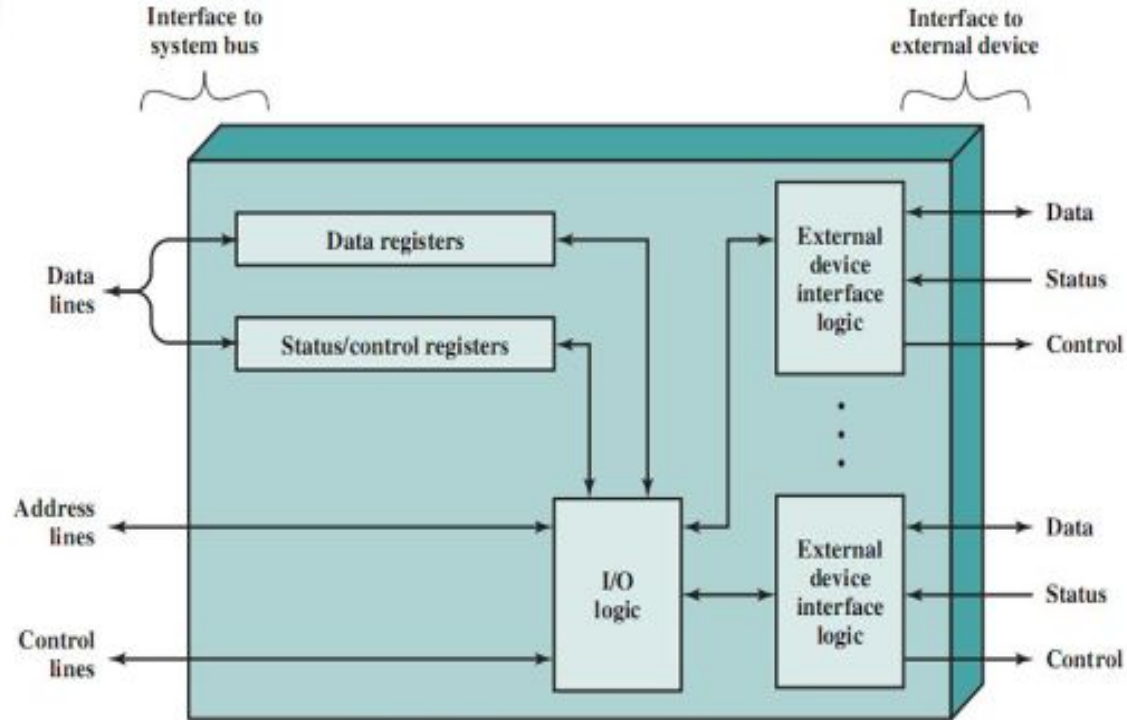 Interface to
system bus
Interface to
external device
Data registers
External
device
interface
logic
Data
Data
lines
Status
Status/control registers
Control
Address
lines
I/O
logic
External
device
interface
logic
Data
Status
Control
lines
Control